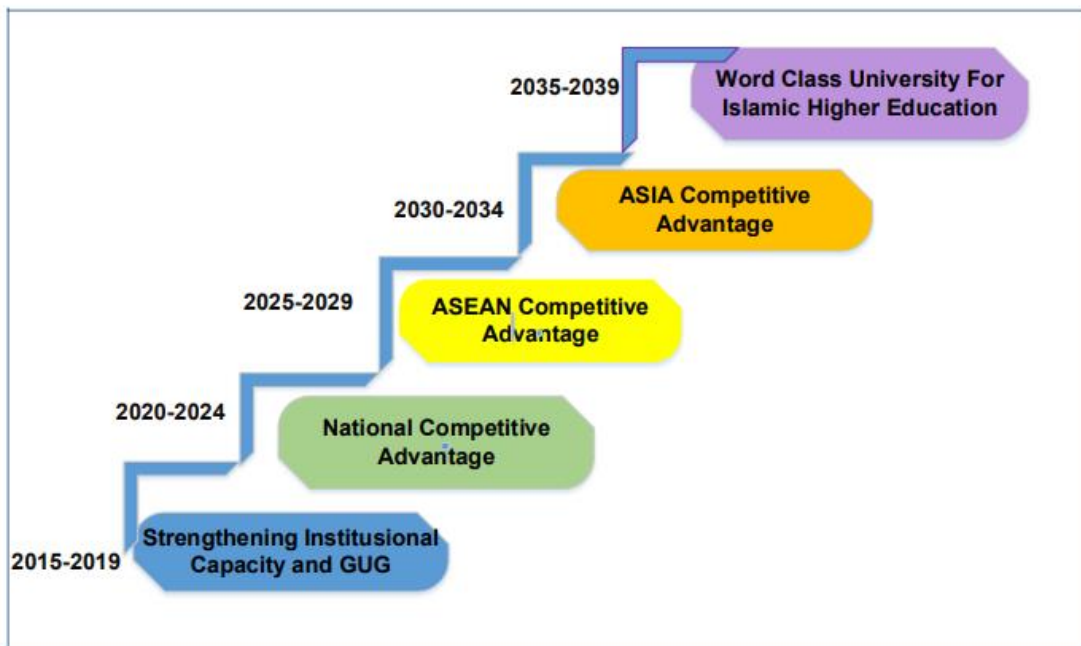 2035-2039
Word Class University For
Islamic Higher Education
2030-2034
ASIA Competitive
Advantage
2025-2029
ASEAN Competitive
Advantage
2020-2024
National Competitive
Advantage
2015-2019
Strengthening Institusional
Capacity and GUG